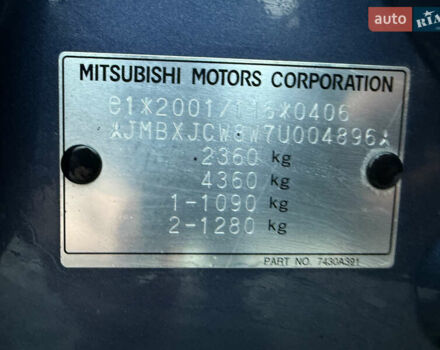 auto RIA
MITSUBISHI MOTORS CORPORATION
e1*2001/116*0406
*JMBXJCW8W7U004896*
2360 kg
4360 kg
1-1090 kg
2-1280 kg
PART NO. 7430A391